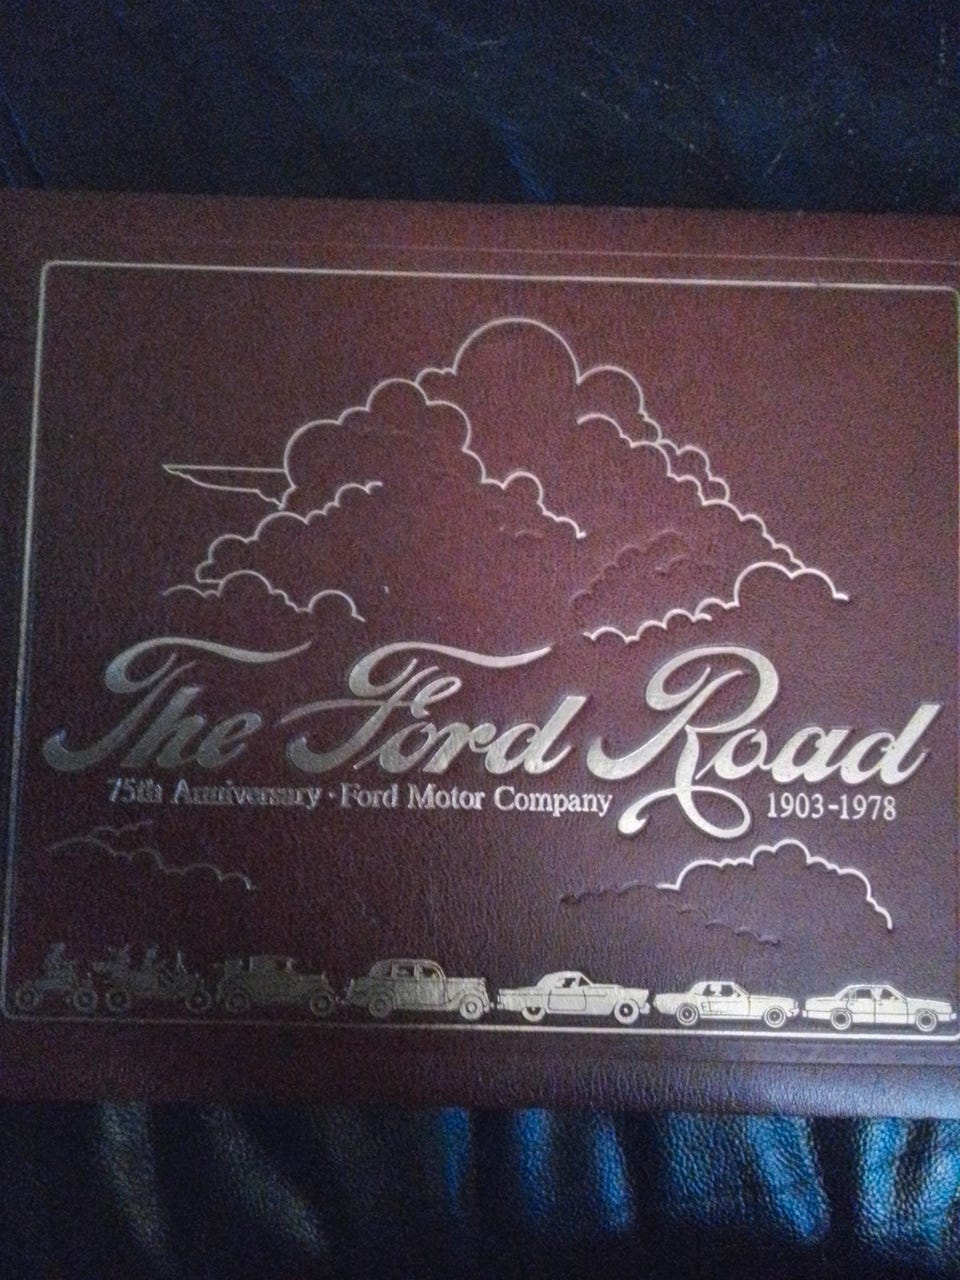 The Ford Road
75th Anniversary · Ford Motor Company 1903-1978